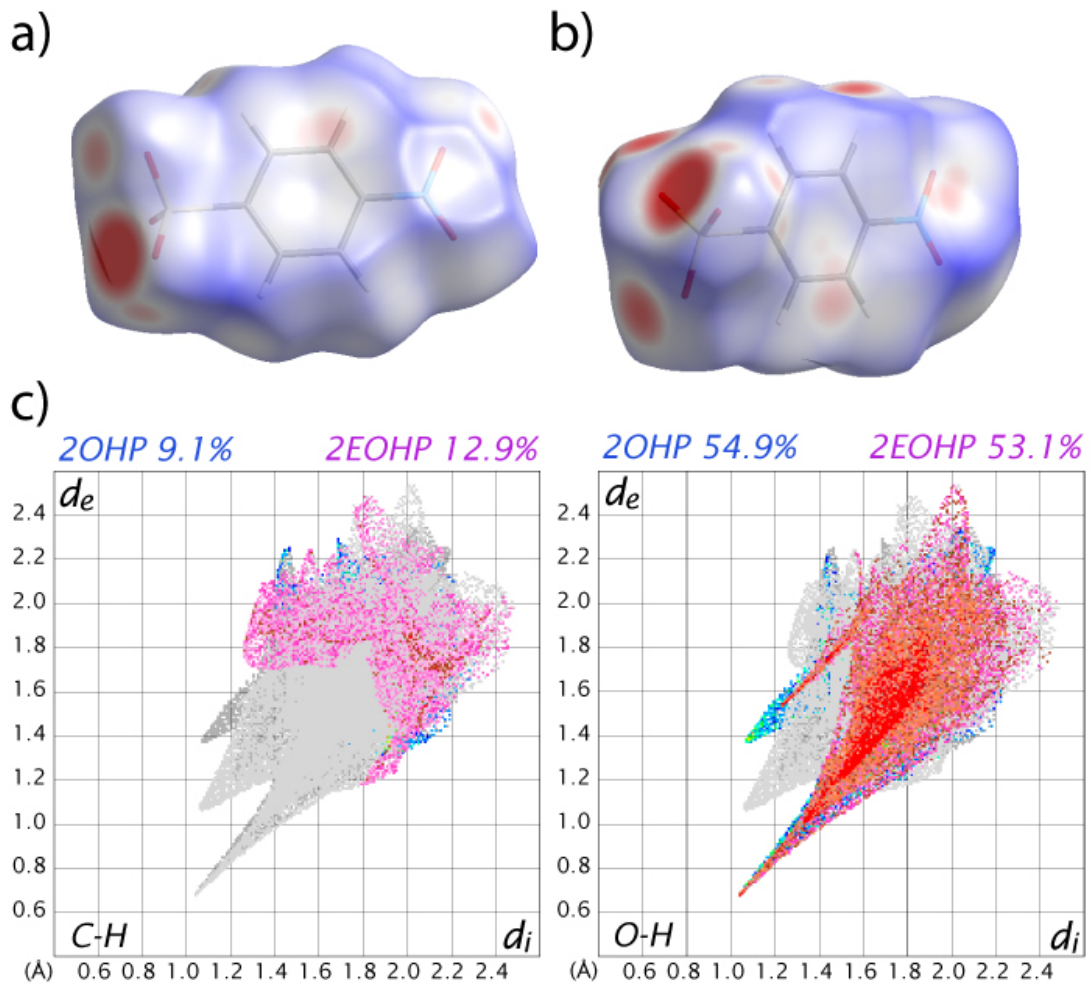 a)
b)
c)
2OHP 9.1%
2EOHP 12.9%
2OHP 54.9%
2EOHP 53.1%
de
2.4
2.2
2.0
1.8
1.6
1.4
1.2
1.0
0.8
0.6
C-H
di
(Å) 0.6 0.8 1.0 1.2 1.4 1.6 1.8 2.0 2.2 2.4
de
2.4
2.2
2.0
1.8
1.6
1.4
1.2
1.0
0.8
0.6
O-H
di
(Å) 0.6 0.8 1.0 1.2 1.4 1.6 1.8 2.0 2.2 2.4